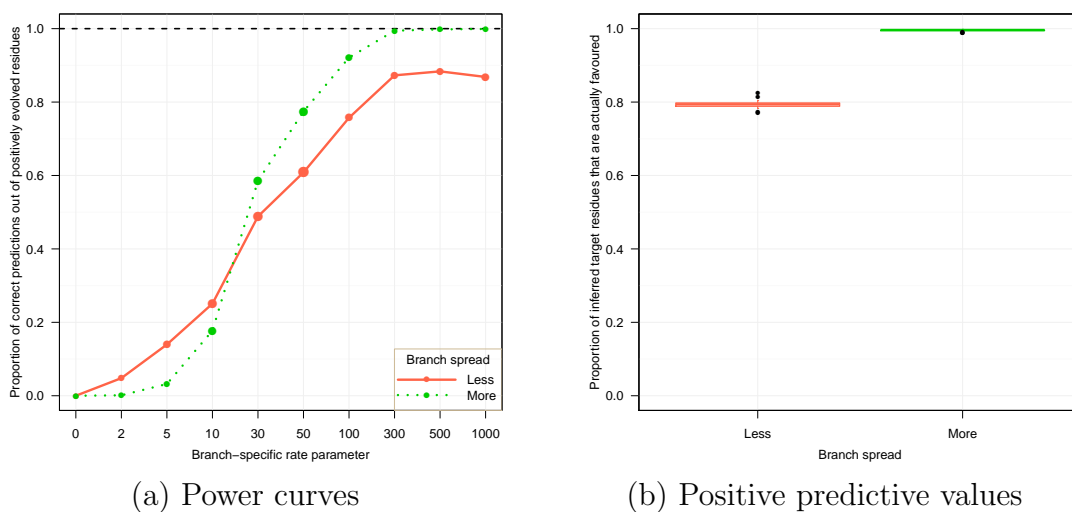 Proportion of correct predictions out of positively evolved residues
1.0
0.8
0.6
0.4
0.2
0.0
0 2 5 10 30 50 100 300 500 1000
Branch−specific rate parameter
Branch spread
Less
More
(a) Power curves
Proportion of inferred target residues that are actually favoured
1.0
0.8
0.6
0.4
0.2
0.0
Less More
Branch spread
(b) Positive predictive values